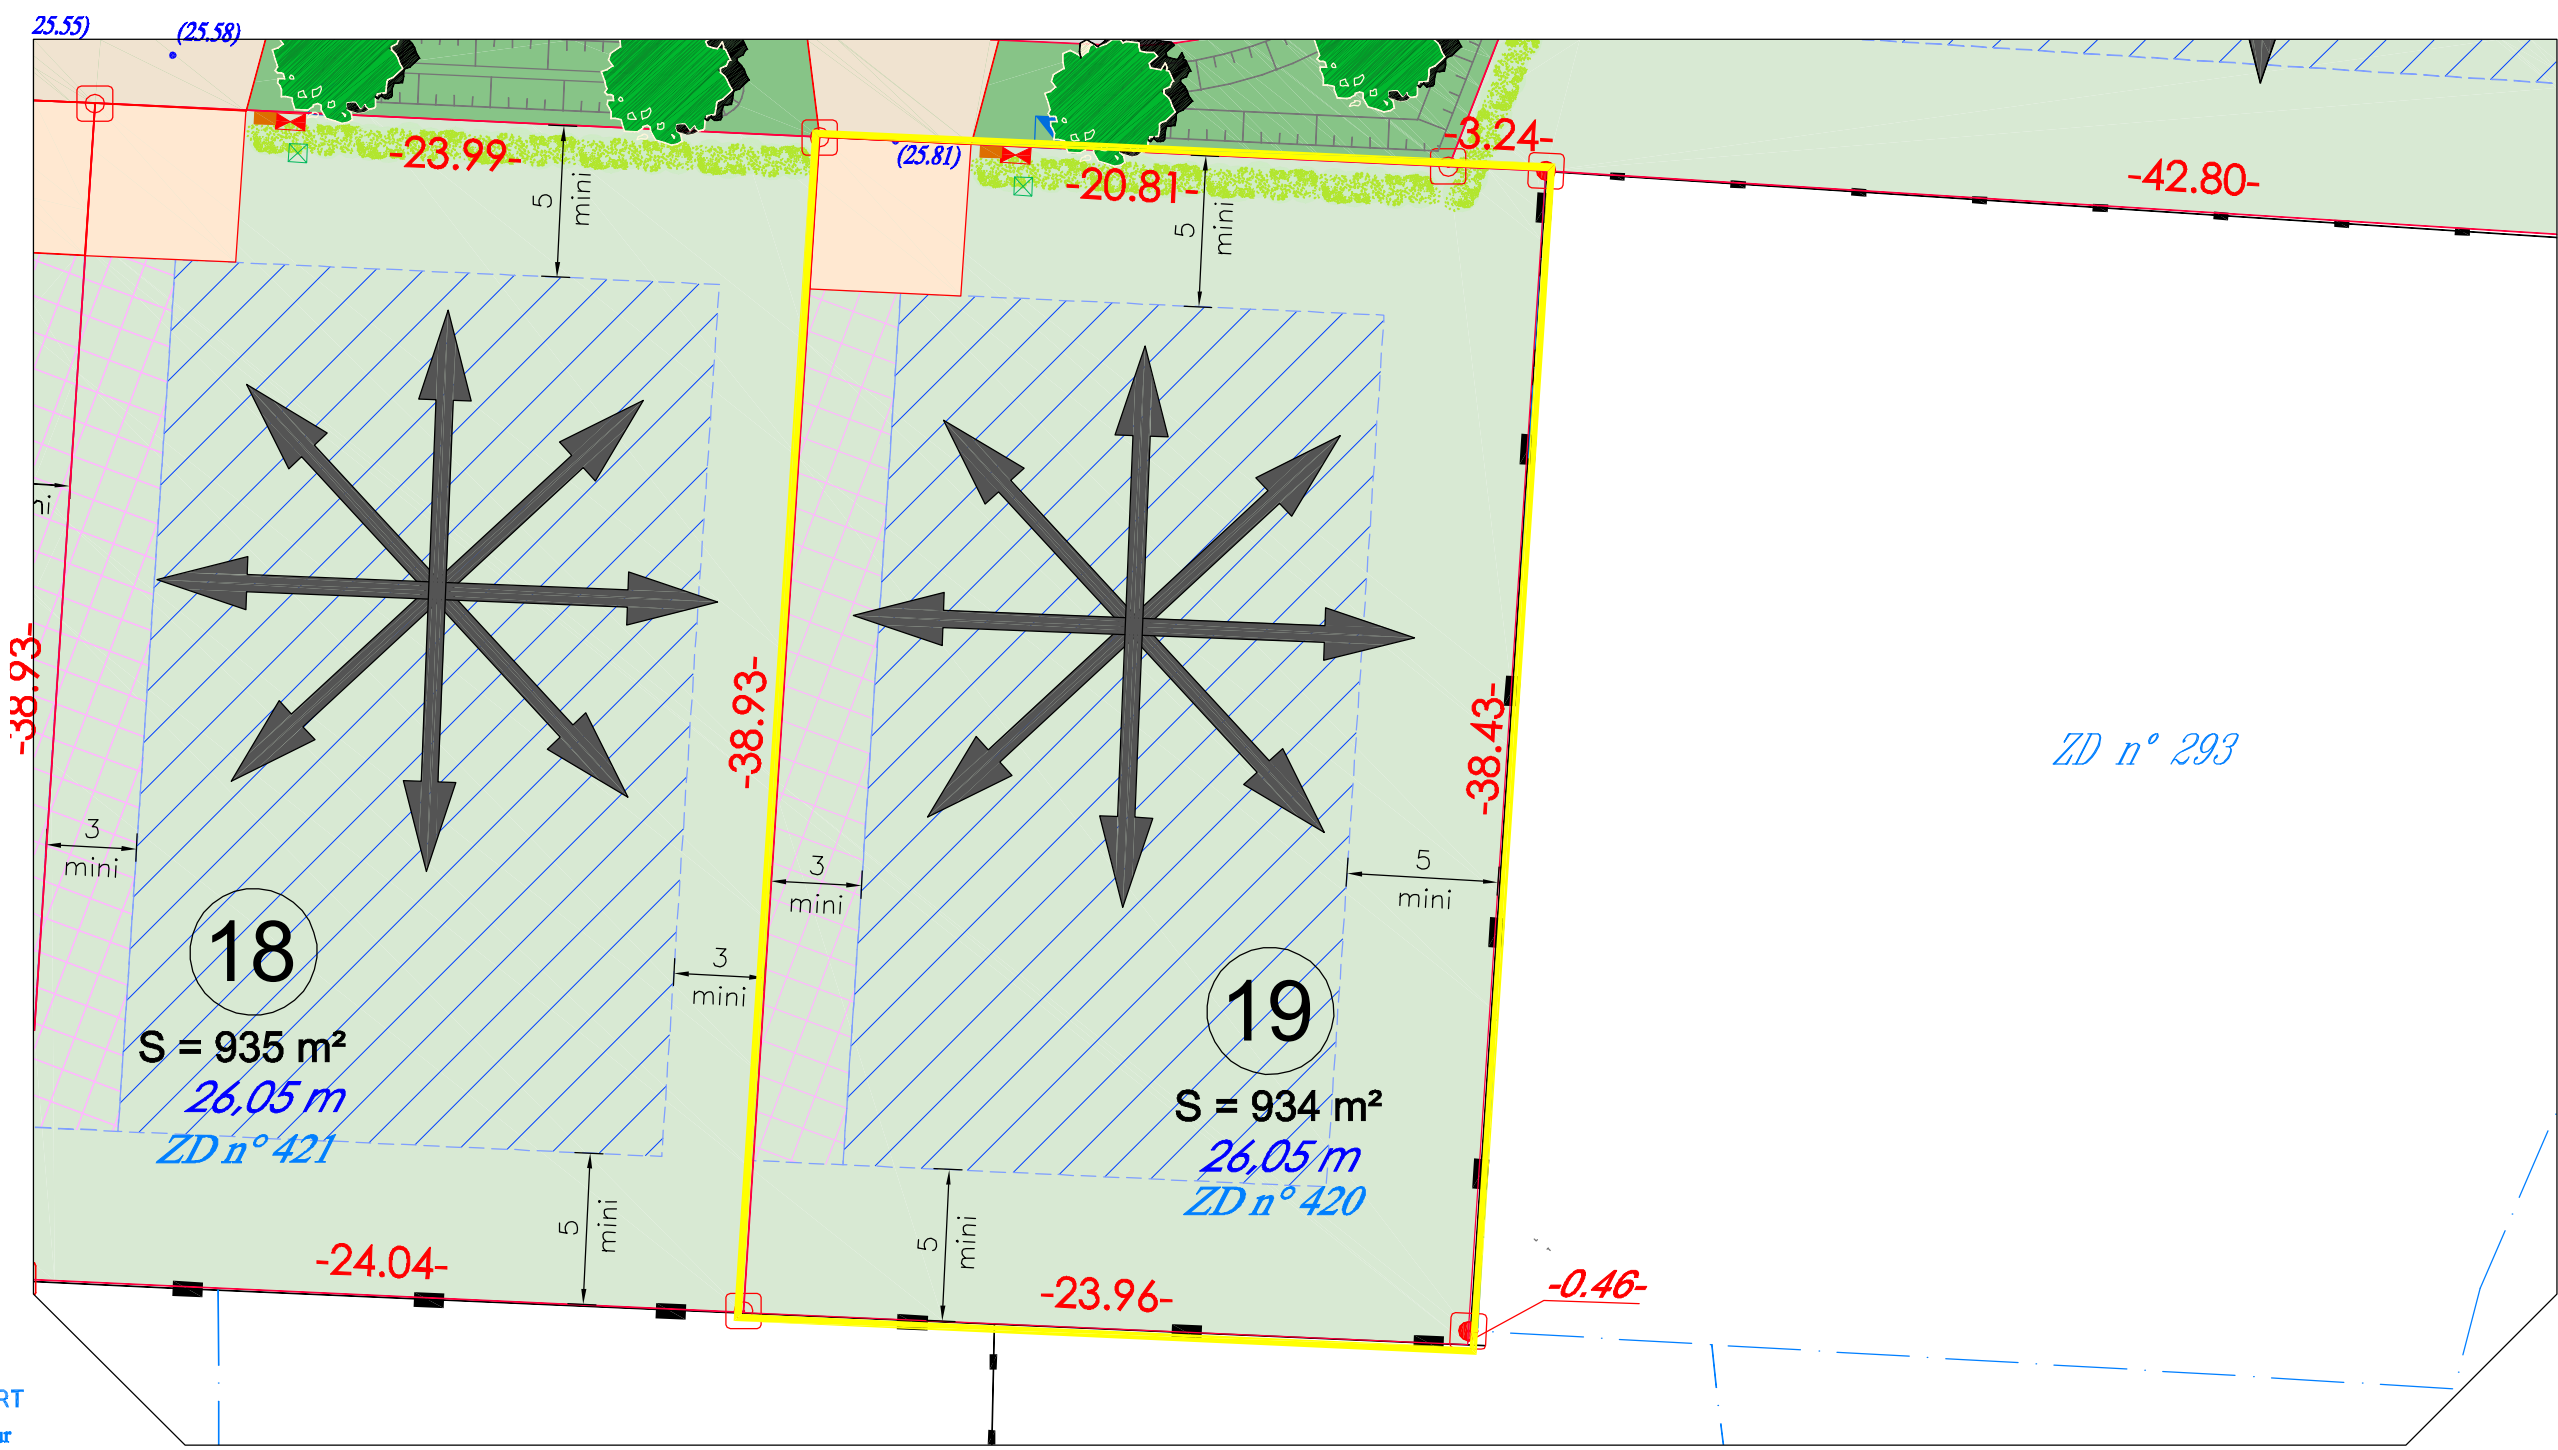 25.55)
(25.58)
-3.24-
-23.99-
(25.81)
-20.81-
-42.80-
5
mini
5
mini
ni
-38.93-
-38.93-
-38.43-
ZD n° 293
3
mini
3
mini
5
mini
18
S = 935 m²
26,05 m
ZD n° 421
3
mini
19
S = 934 m²
26,05 m
ZD n° 420
5
mini
5
mini
-24.04-
-23.96-
-0.46-
RT
ur